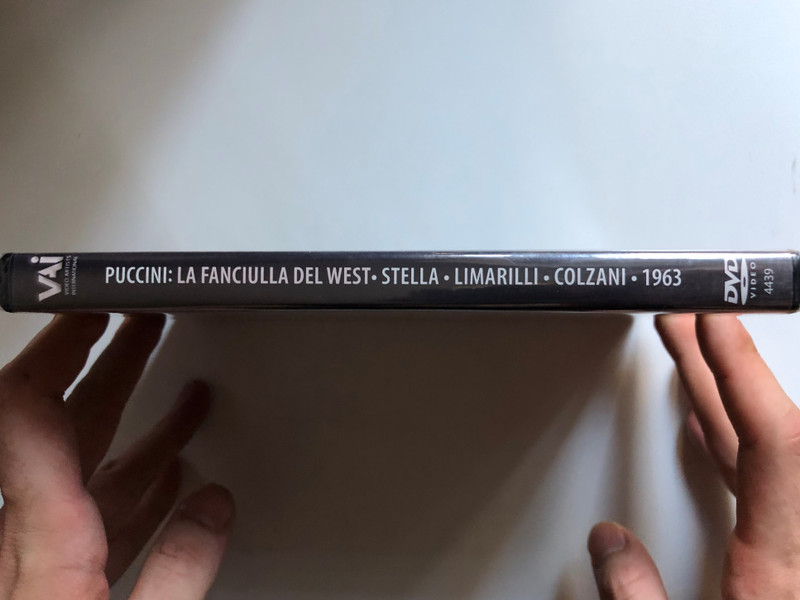 VAi
VIDEO ARTISTS
INTERNATIONAL
PUCCINI: LA FANCIULLA DEL WEST• STELLA • LIMARILLI • COLZANI • 1963
DVD
VIDEO
4439